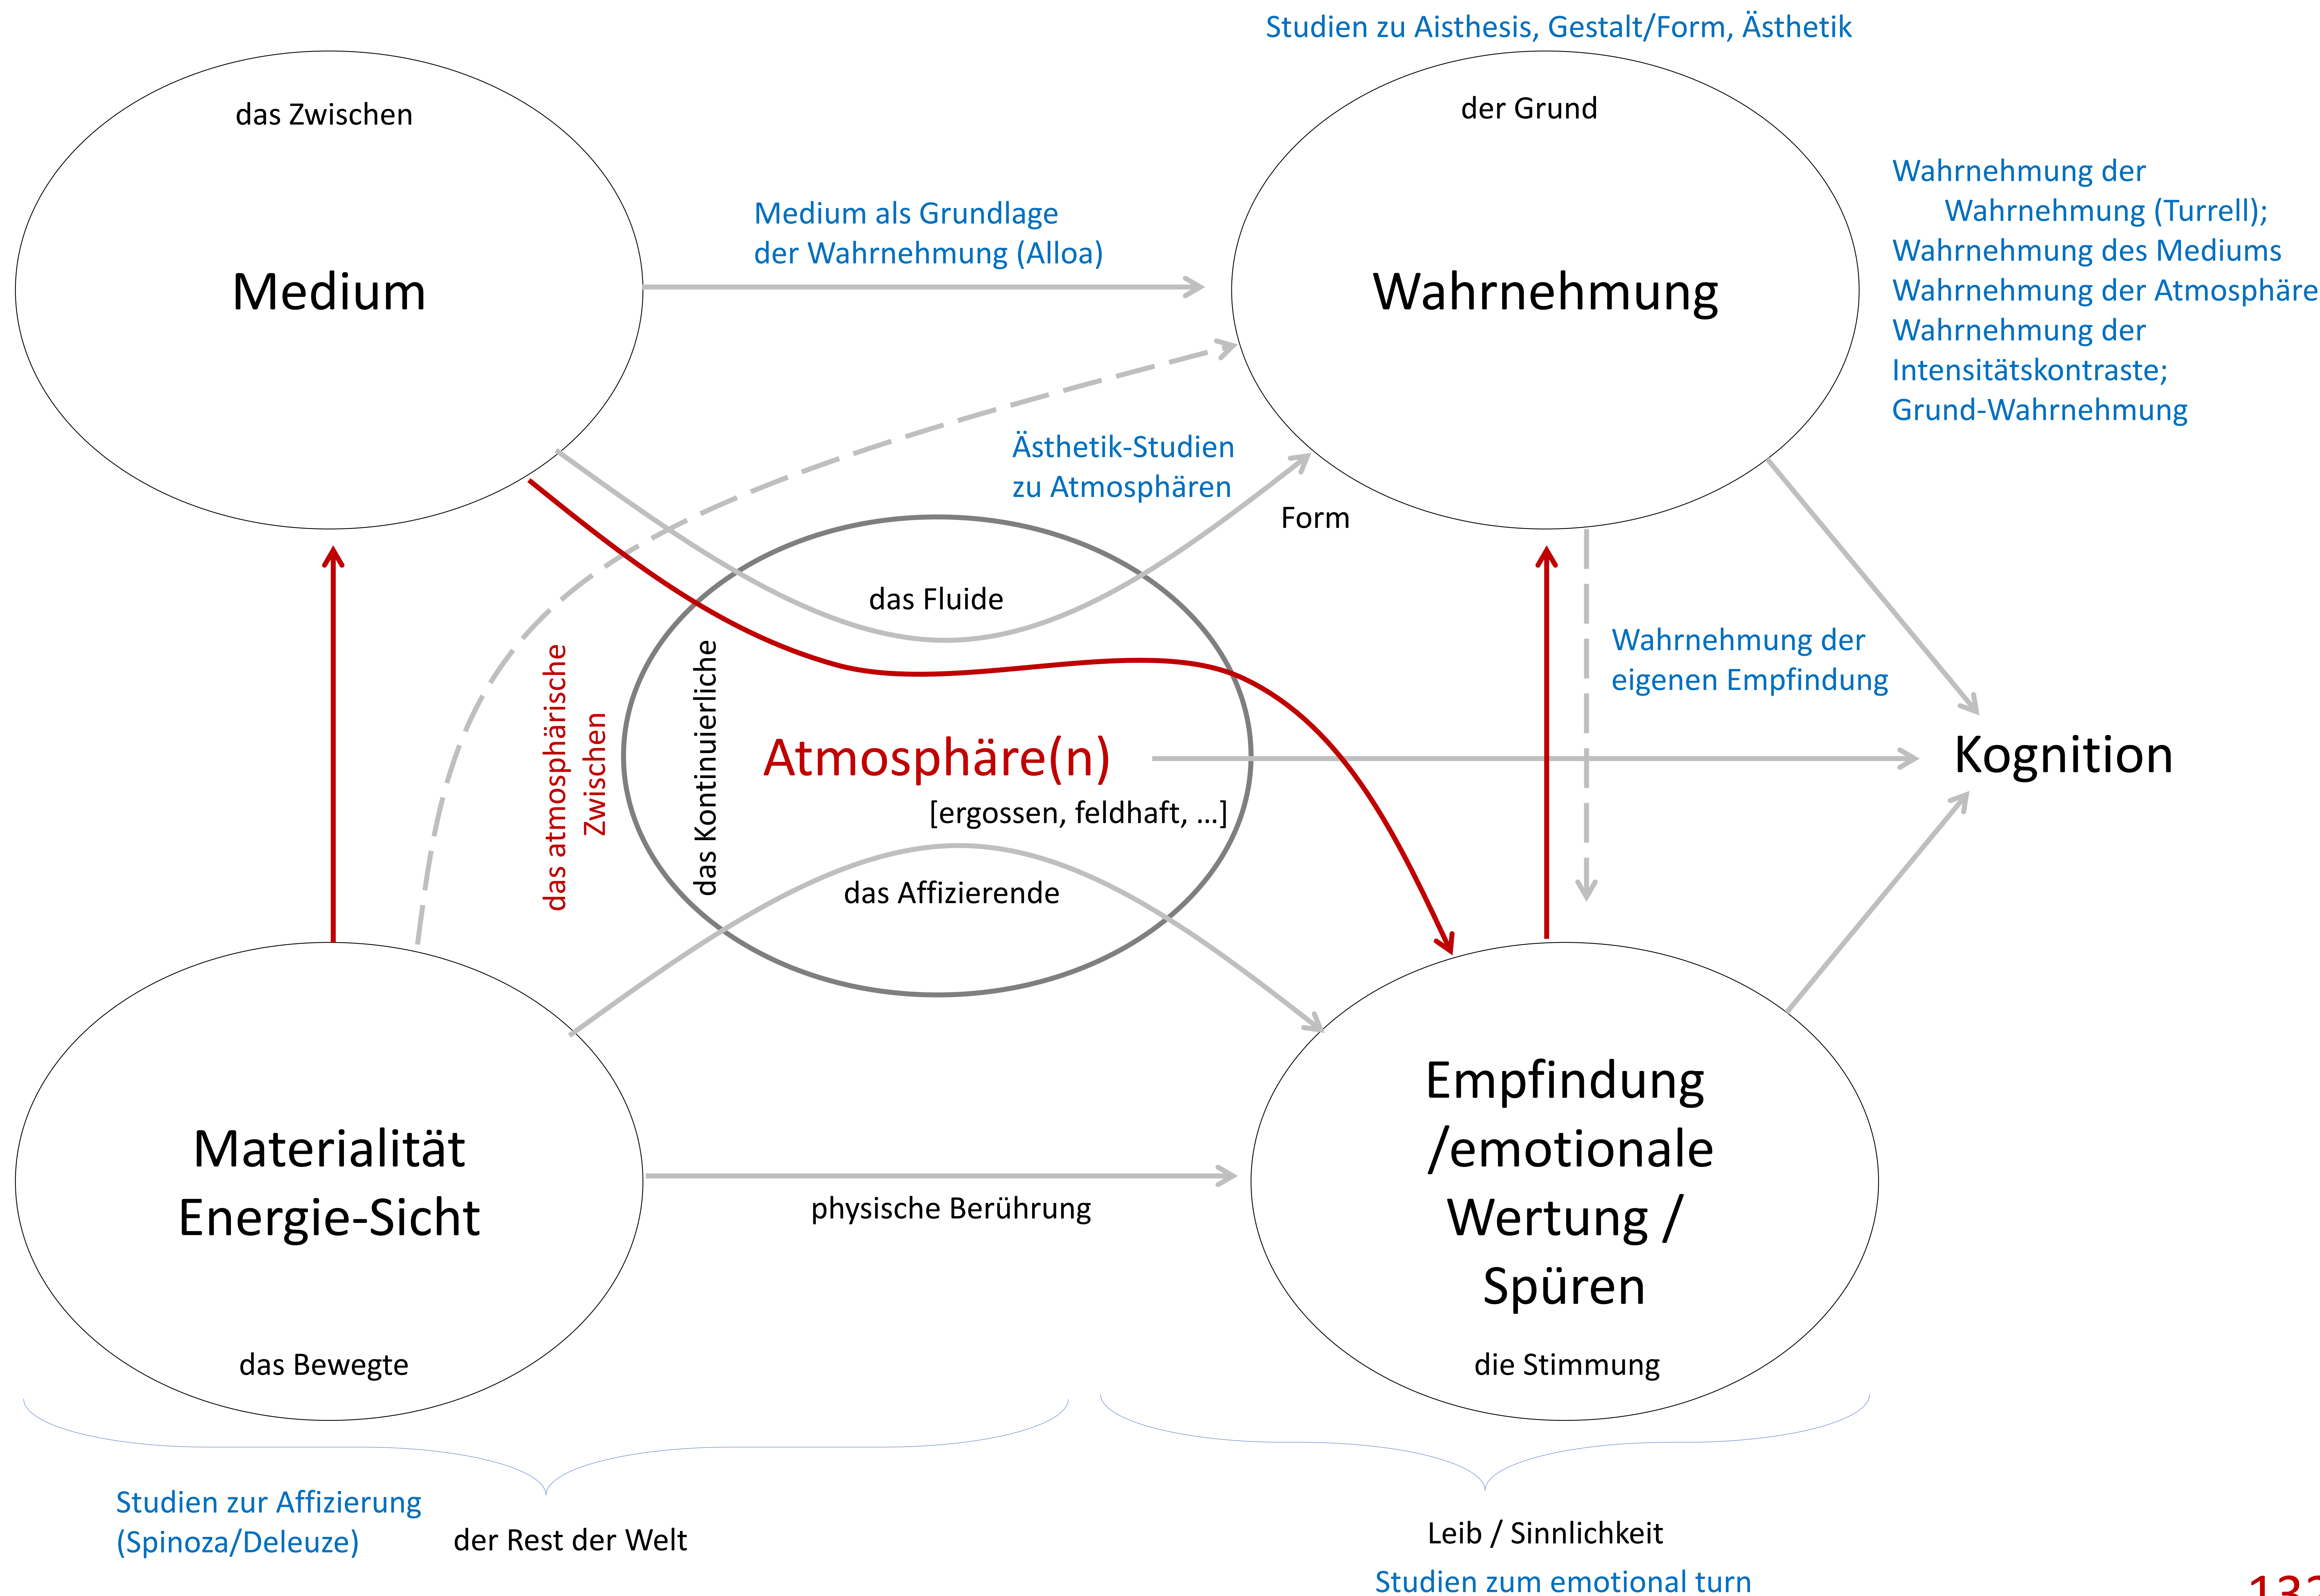 Studien zu Aisthesis, Gestalt/Form, Ästhetik
das Zwischen
Medium
der Grund
Wahrnehmung
Medium als Grundlage
der Wahrnehmung (Alloa)
Wahrnehmung der
Wahrnehmung (Turrell);
Wahrnehmung des Mediums
Wahrnehmung der Atmosphäre
Wahrnehmung der
Intensitätskontraste;
Grund-Wahrnehmung
Ästhetik-Studien
zu Atmosphären
Form
das Fluide
das atmosphärische
Zwischen
das Kontinuierliche
Atmosphäre(n)
[ergossen, feldhaft, ...]
das Affizierende
Wahrnehmung der
eigenen Empfindung
Kognition
Materialität
Energie-Sicht
das Bewegte
physische Berührung
Empfindung
/emotionale
Wertung /
Spüren
die Stimmung
Studien zur Affizierung
(Spinoza/Deleuze)
der Rest der Welt
Leib / Sinnlichkeit
Studien zum emotional turn